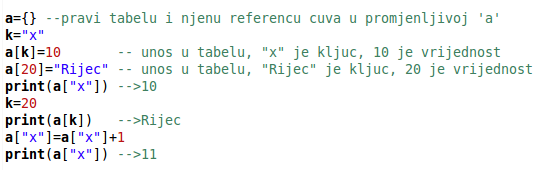 a={} --pravi tabelu i njenu referencu cuva u promjenljivoj 'a'
k="x"
a[k]=10       -- unos u tabelu, "x" je kljuc, 10 je vrijednost
a[20]="Rijec" -- unos u tabelu, "Rijec" je kljuc, 20 je vrijednost
print(a["x"]) -->10
k=20
print(a[k])   -->Rijec
a["x"]=a["x"]+1
print(a["x"]) -->11